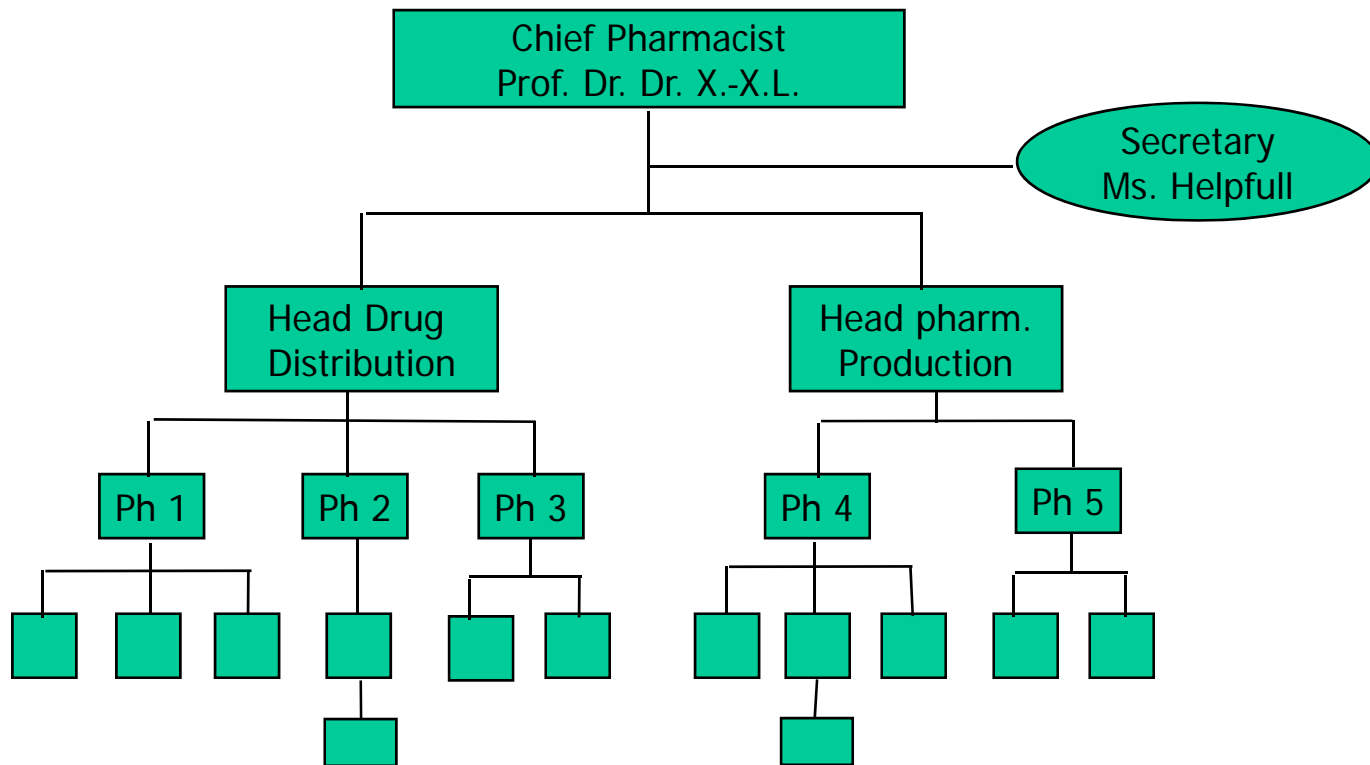 Chief Pharmacist
Prof. Dr. Dr. X.-X.L.
Secretary
Ms. Helpfull
Head Drug
Distribution
Head pharm.
Production
Ph 1
Ph 2
Ph 3
Ph 4
Ph 5